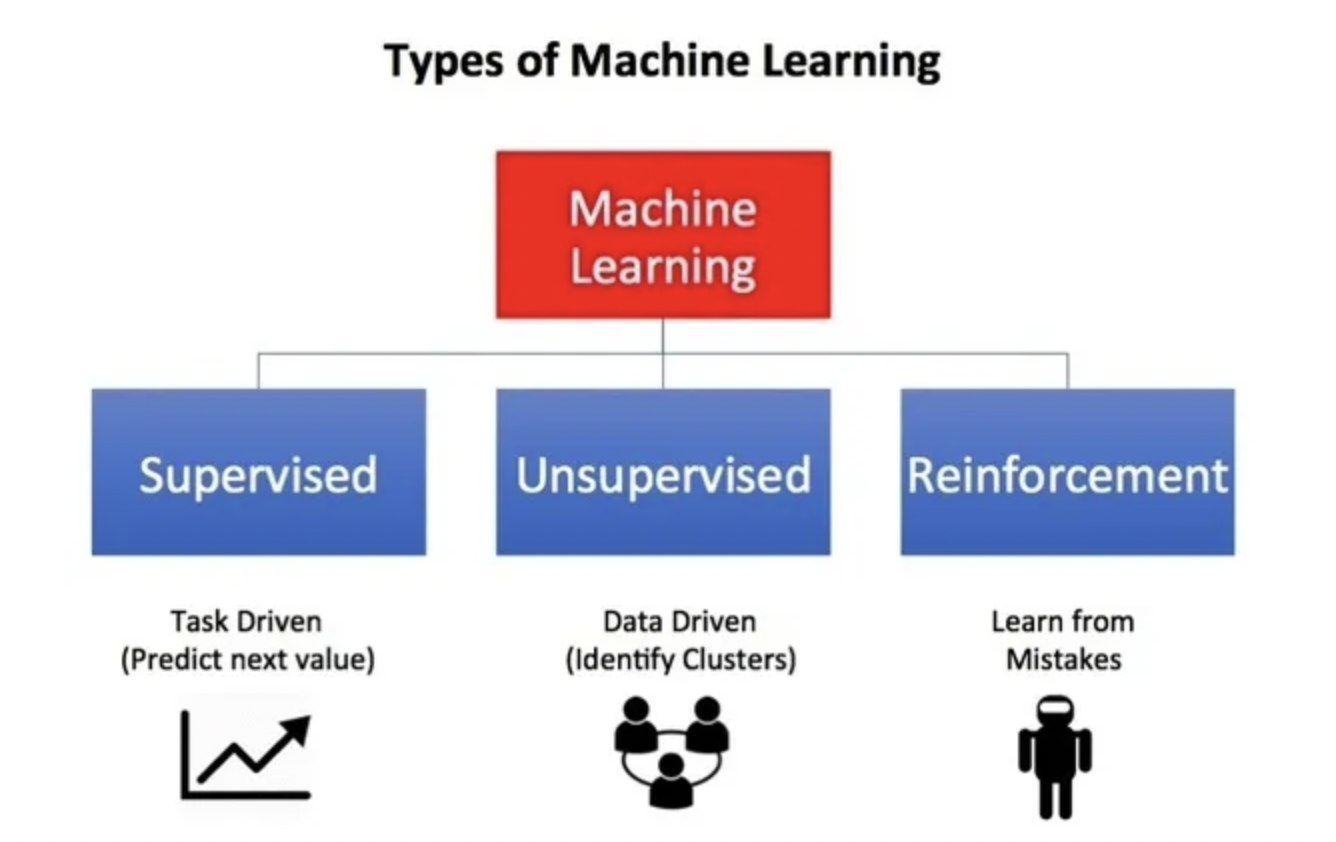 Types of Machine Learning
Machine
Learning
Supervised
Unsupervised
Reinforcement
Task Driven
(Predict next value)
Data Driven
(Identify Clusters)
Learn from
Mistakes